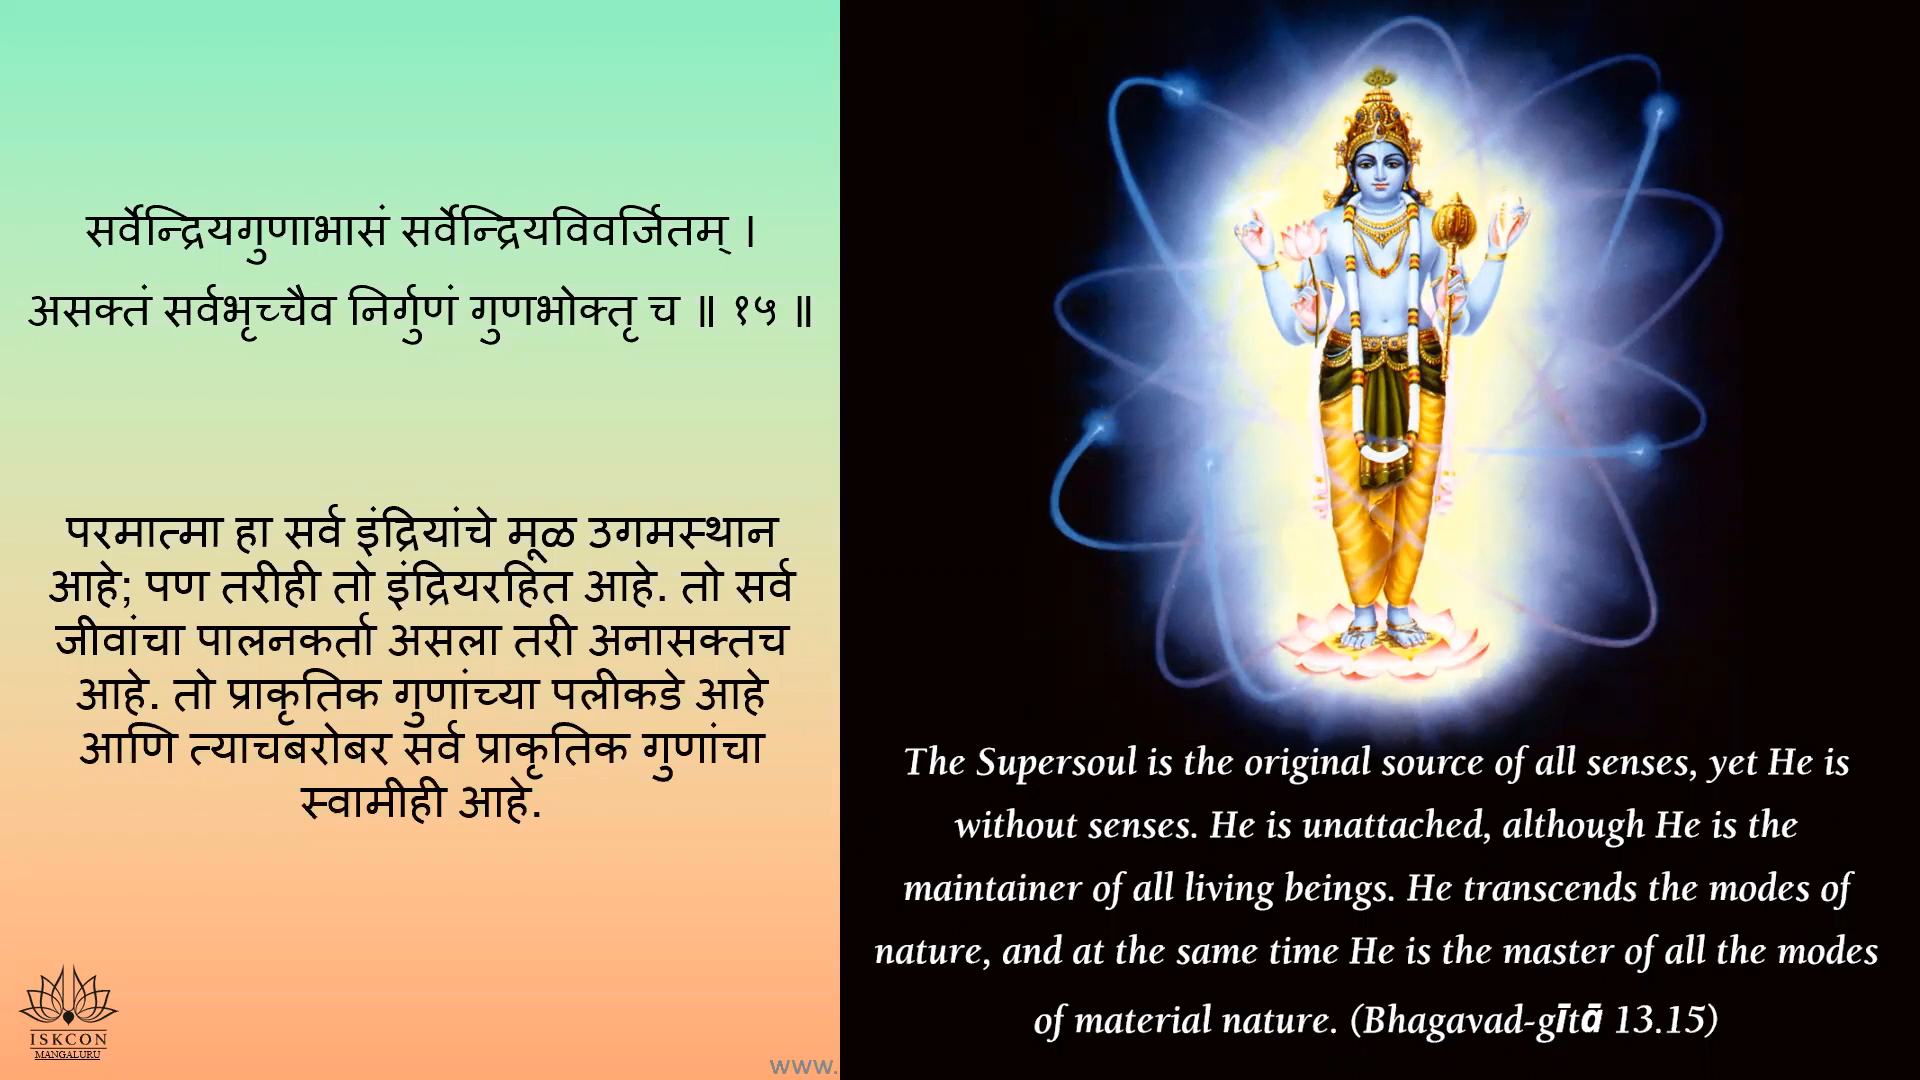 सर्वेन्द्रियगुणाभासं सर्वेन्द्रियविवर्जितम् ।
असक्तं सर्वभृच्चैव निर्गुणं गुणभोक्तृ च ॥ १५ ॥
परमात्मा हा सर्व इंद्रियांचे मूळ उगमस्थान
आहे; पण तरीही तो इंद्रियरहित आहे. तो सर्व
जीवांचा पालनकर्ता असला तरी अनासक्तच
आहे. तो प्राकृतिक गुणांच्या पलीकडे आहे
आणि त्याचबरोबर सर्व प्राकृतिक गुणांचा
स्वामीही आहे.
ISKCON
MANGALURU
www.
The Supersoul is the original source of all senses, yet He is
without senses. He is unattached, although He is the
maintainer of all living beings. He transcends the modes of
nature, and at the same time He is the master of all the modes
of material nature. (Bhagavad-gītā 13.15)